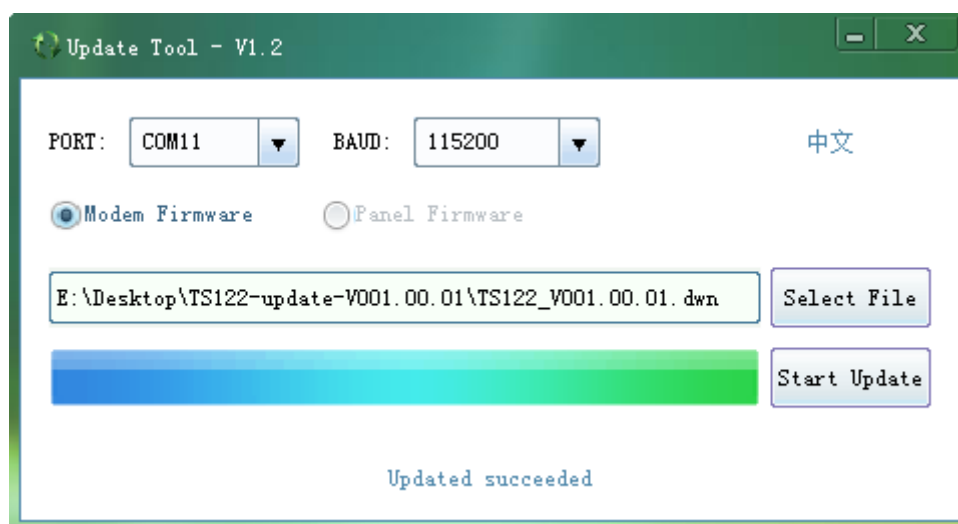 Update Tool - V1.2
PORT: COM11 BAUD: 115200 中文
Modem Firmware Panel Firmware
E:\Desktop\TS122-update-V001.00.01\TS122_V001.00.01.dwn Select File
Start Update
Updated succeeded